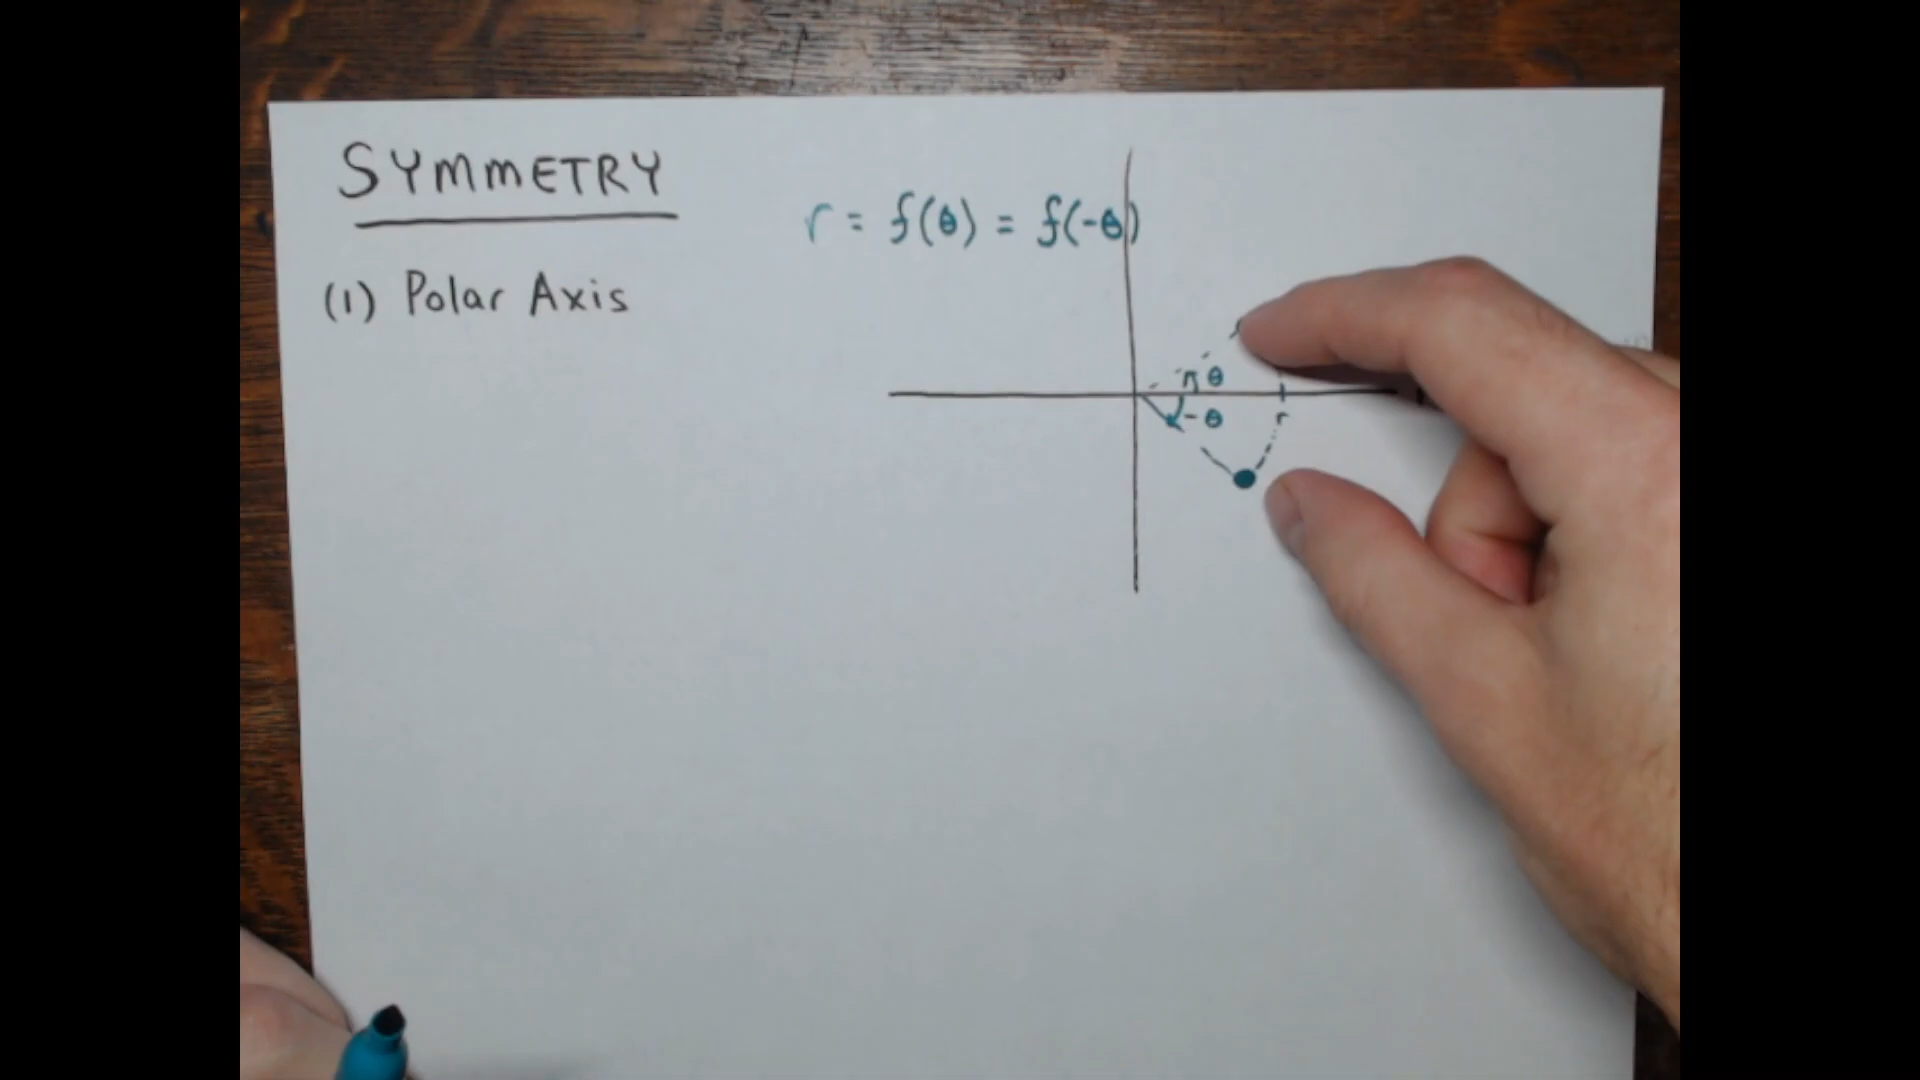 SYMMETRY
r = f(θ) = f(-θ)
(1) Polar Axis
θ
-θ